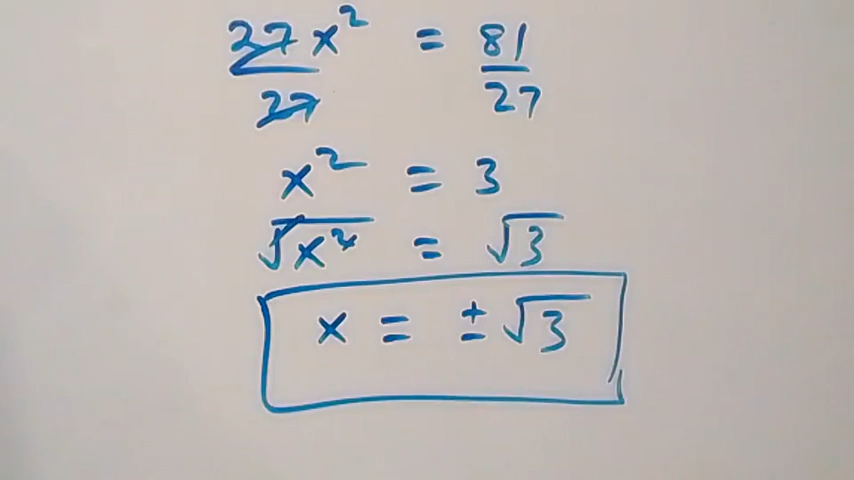 27x² = 81
27 27
x² = 3
√x² = √3
x = ±√3